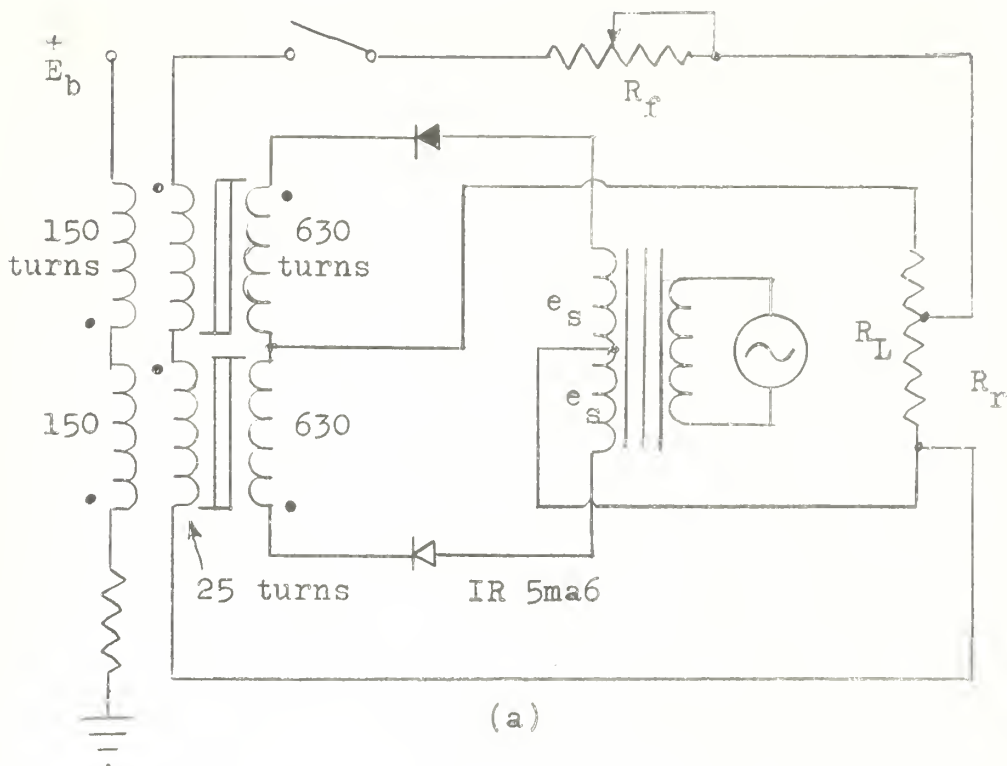 +
E_b
R_f
150
turns
630
turns
e_s
R_L
R_r
e_s
150
630
25 turns
IR 5ma6
(a)